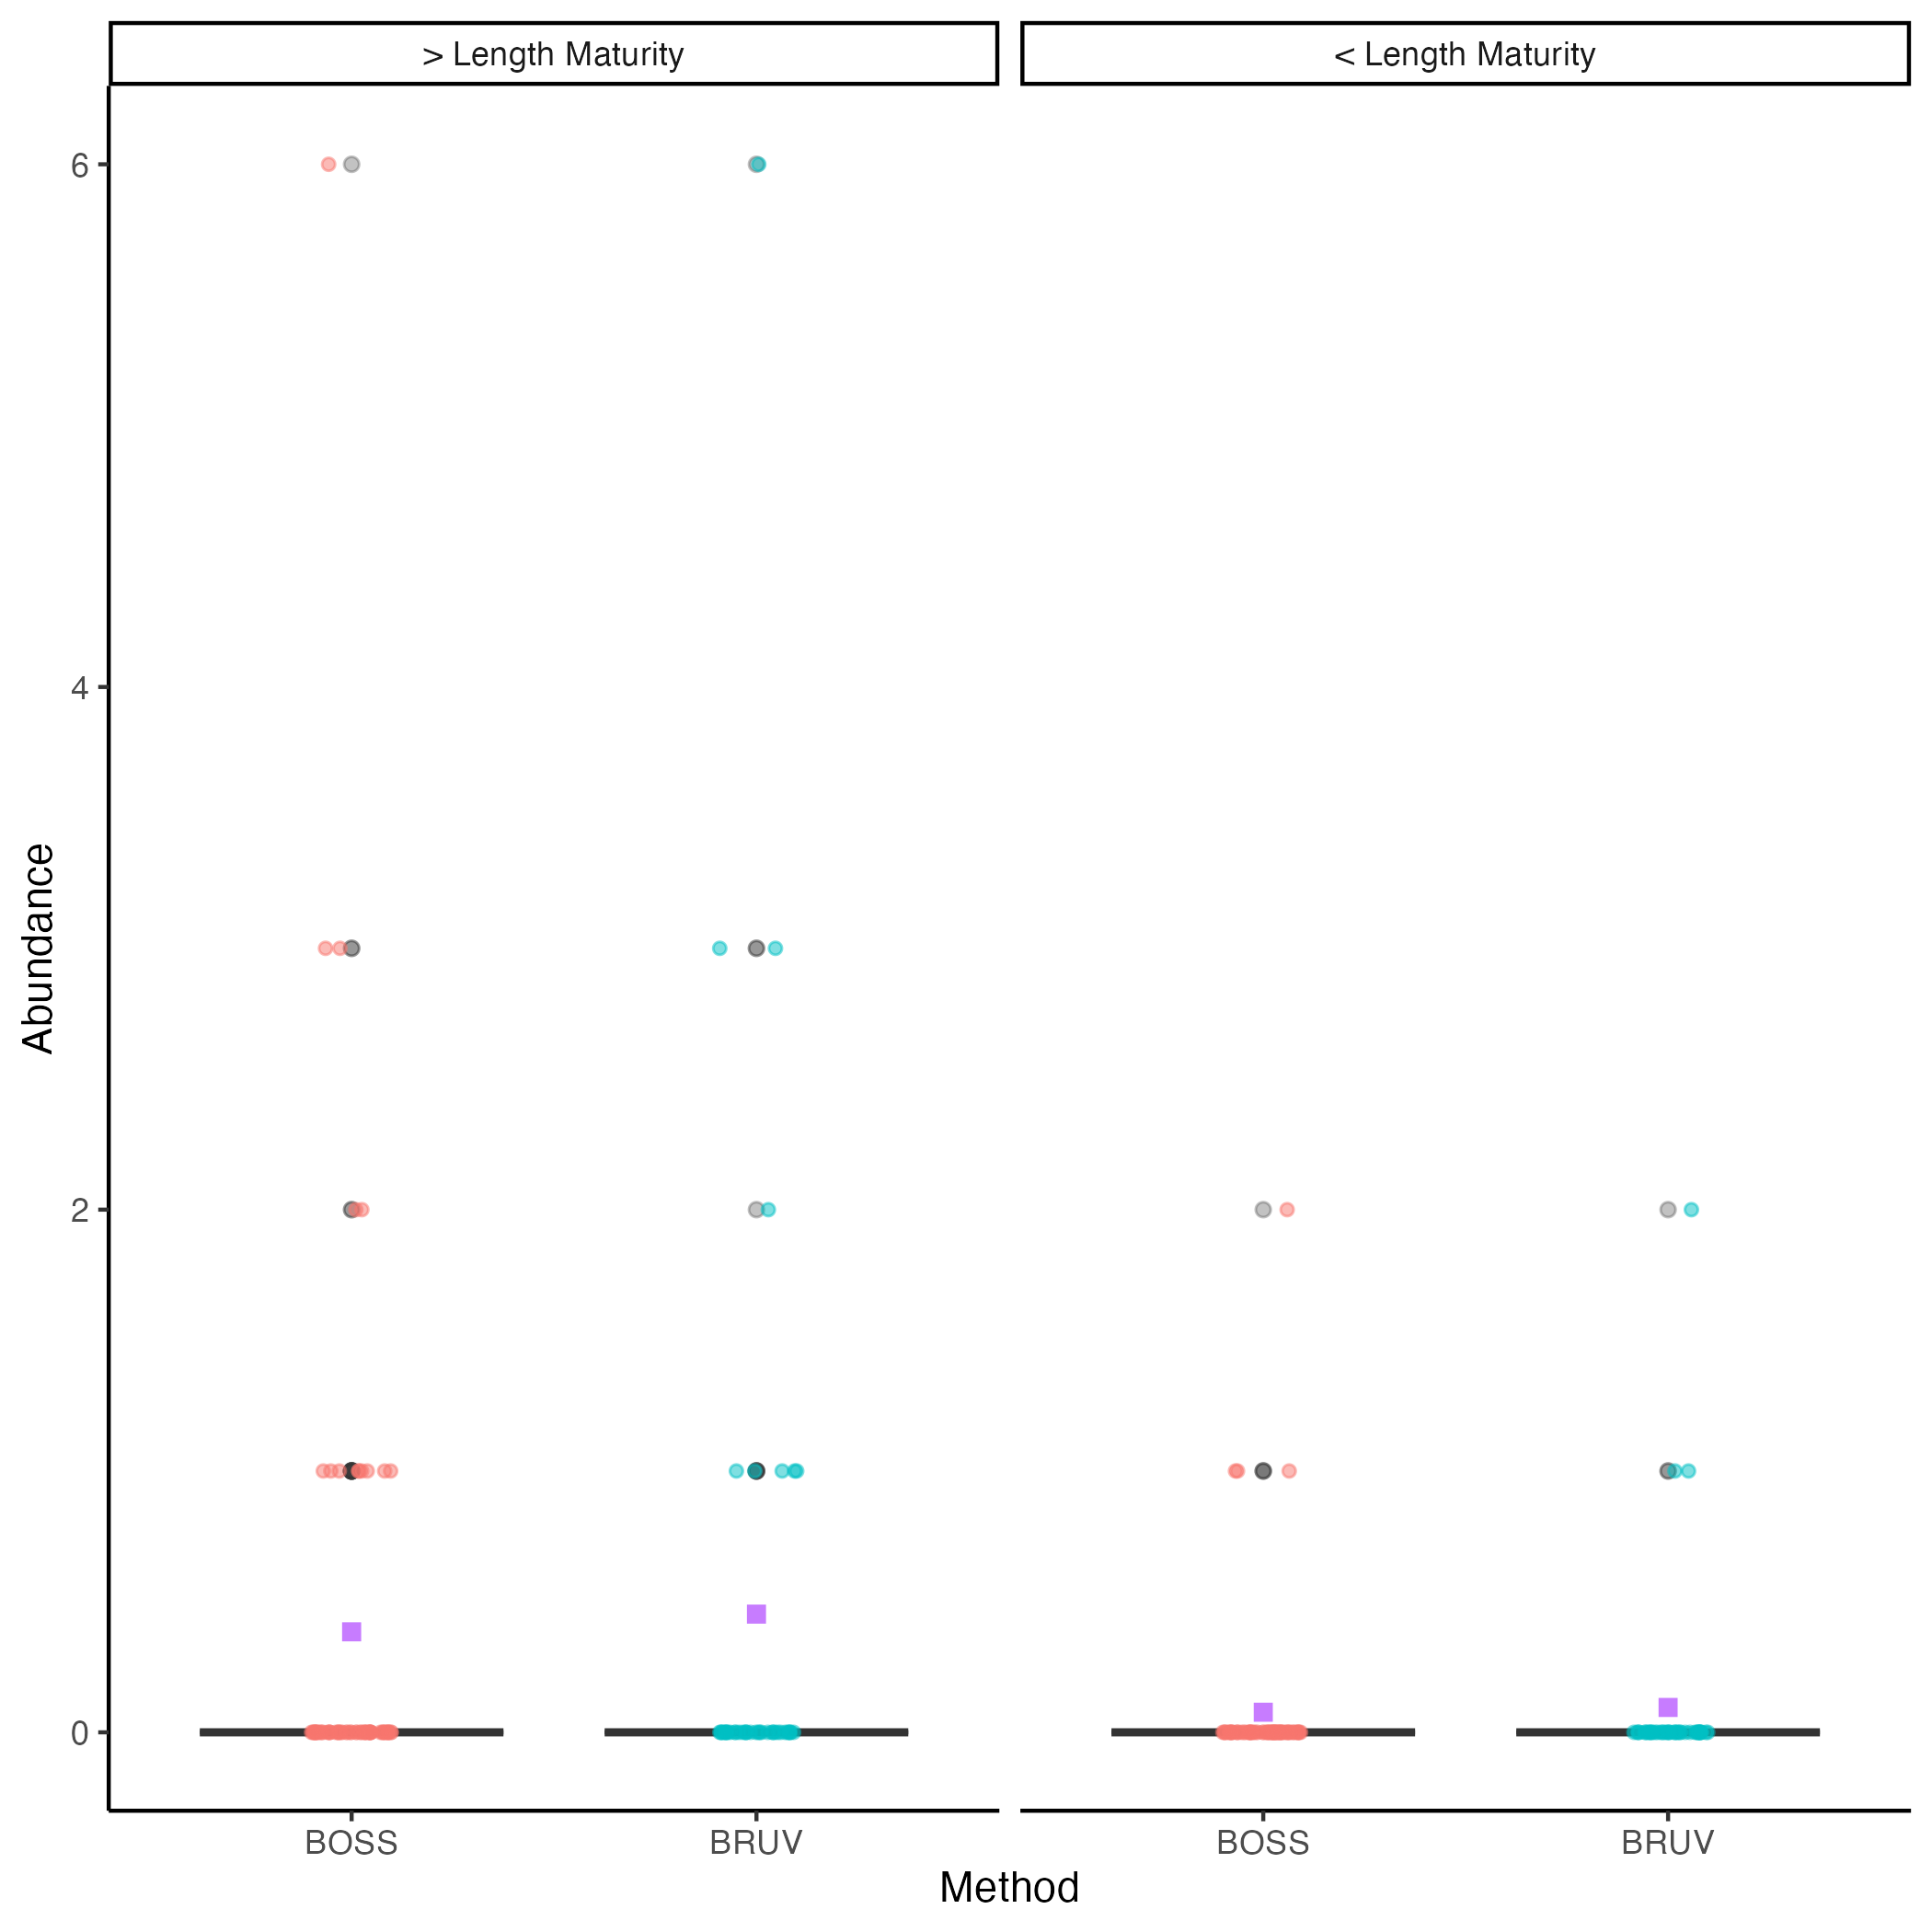 > Length Maturity
< Length Maturity
6
4
2
0
Abundance
BOSS
BRUV
BOSS
BRUV
Method